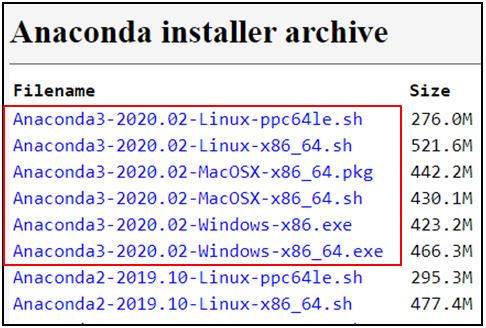 Anaconda installer archive
Filename Size
Anaconda3-2020.02-Linux-ppc64le.sh 276.0M
Anaconda3-2020.02-Linux-x86_64.sh 521.6M
Anaconda3-2020.02-MacOSX-x86_64.pkg 442.2M
Anaconda3-2020.02-MacOSX-x86_64.sh 430.1M
Anaconda3-2020.02-Windows-x86.exe 423.2M
Anaconda3-2020.02-Windows-x86_64.exe 466.3M
Anaconda2-2019.10-Linux-ppc64le.sh 295.3M
Anaconda2-2019.10-Linux-x86_64.sh 477.4M